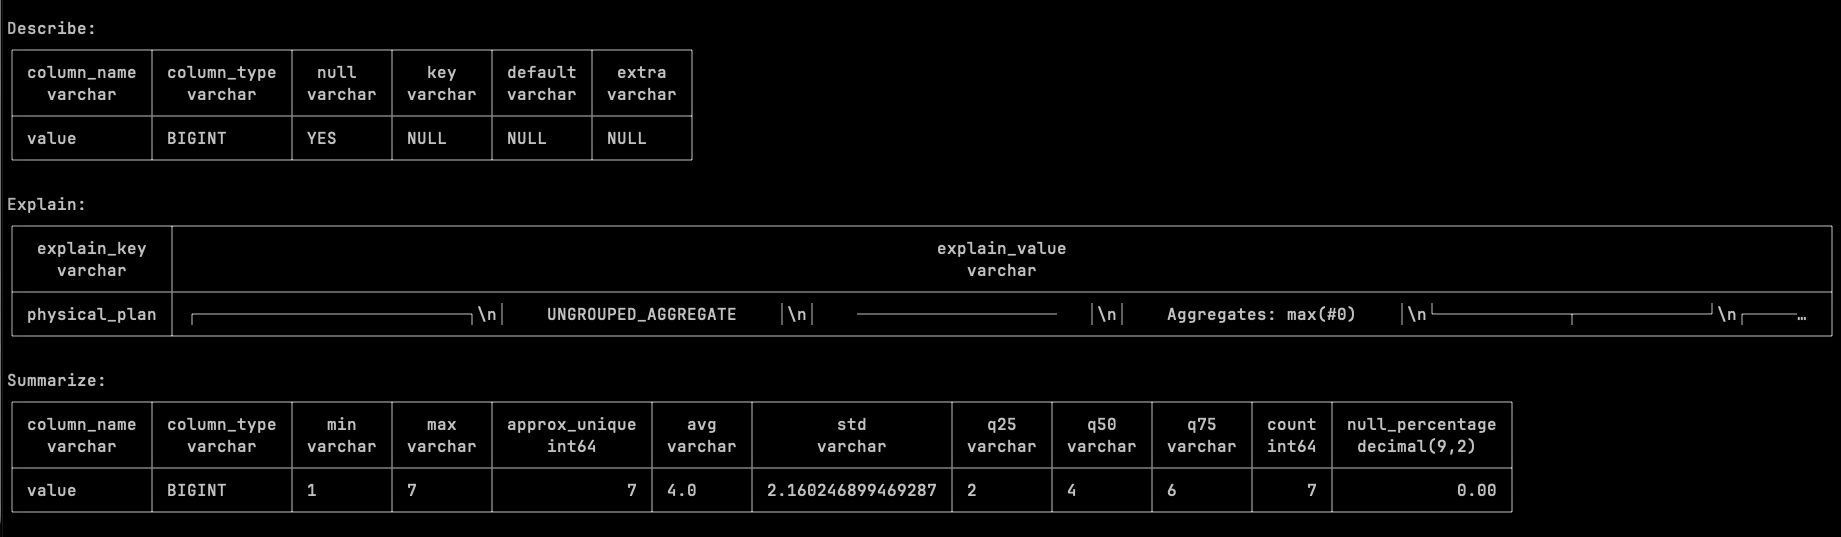 Describe:
column_name column_type null key default extra
varchar varchar varchar varchar varchar varchar
value BIGINT YES NULL NULL NULL
Explain:
explain_key explain_value
varchar varchar
physical_plan ┌───────────────────────────┐\n│ UNGROUPED_AGGREGATE │\n│ ──────────────────── │\n│ Aggregates: max(#0) │\n└─────────────┬─────────────┘\n┌─────…
Summarize:
column_name column_type min max approx_unique avg std q25 q50 q75 count null_percentage
varchar varchar varchar varchar int64 varchar varchar varchar varchar varchar int64 decimal(9,2)
value BIGINT 1 7 7 4.0 2.160246899469287 2 4 6 7 0.00